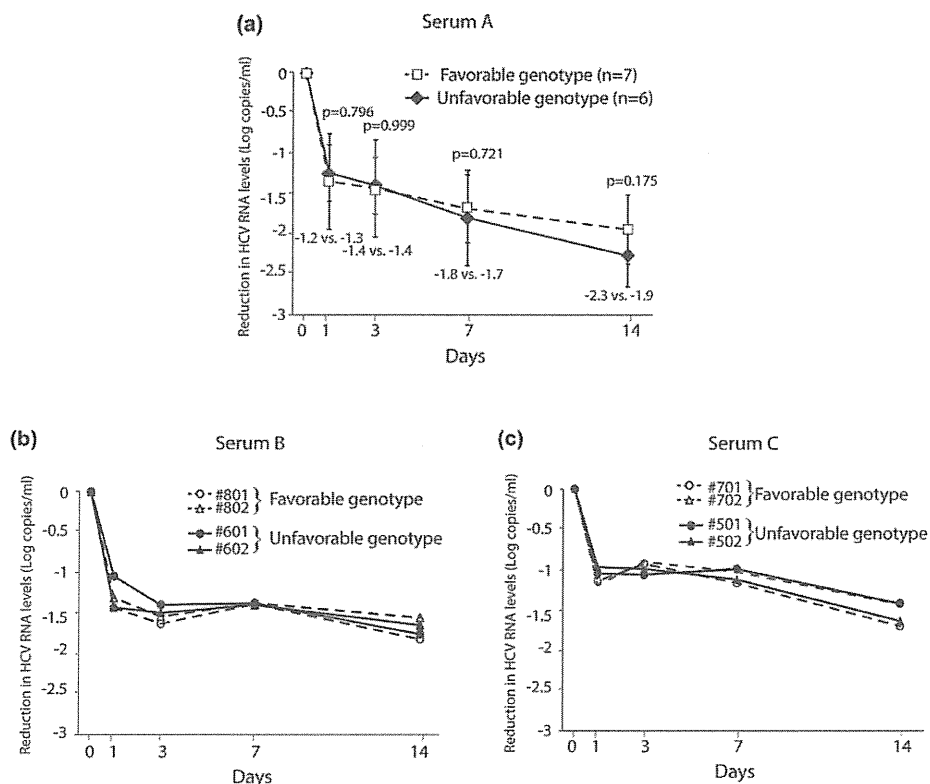 (a)
Serum A
Reduction in HCV RNA levels (Log copies/ml)
0
-0.5
-1
-1.5
-2
-2.5
-3
Favorable genotype (n=7)
Unfavorable genotype (n=6)
p=0.796
p=0.999
p=0.721
p=0.175
-1.2 vs. -1.3
-1.4 vs. -1.4
-1.8 vs. -1.7
-2.3 vs. -1.9
0 1 3 7 14
Days
(b)
Serum B
Reduction in HCV RNA levels (Log copies/ml)
0
-0.5
-1
-1.5
-2
-2.5
-3
#801
#802
} Favorable genotype
#601
#602
} Unfavorable genotype
0 1 3 7 14
Days
(c)
Serum C
Reduction in HCV RNA levels (Log copies/ml)
0
-0.5
-1
-1.5
-2
-2.5
-3
#701
#702
} Favorable genotype
#501
#502
} Unfavorable genotype
0 1 3 7 14
Days